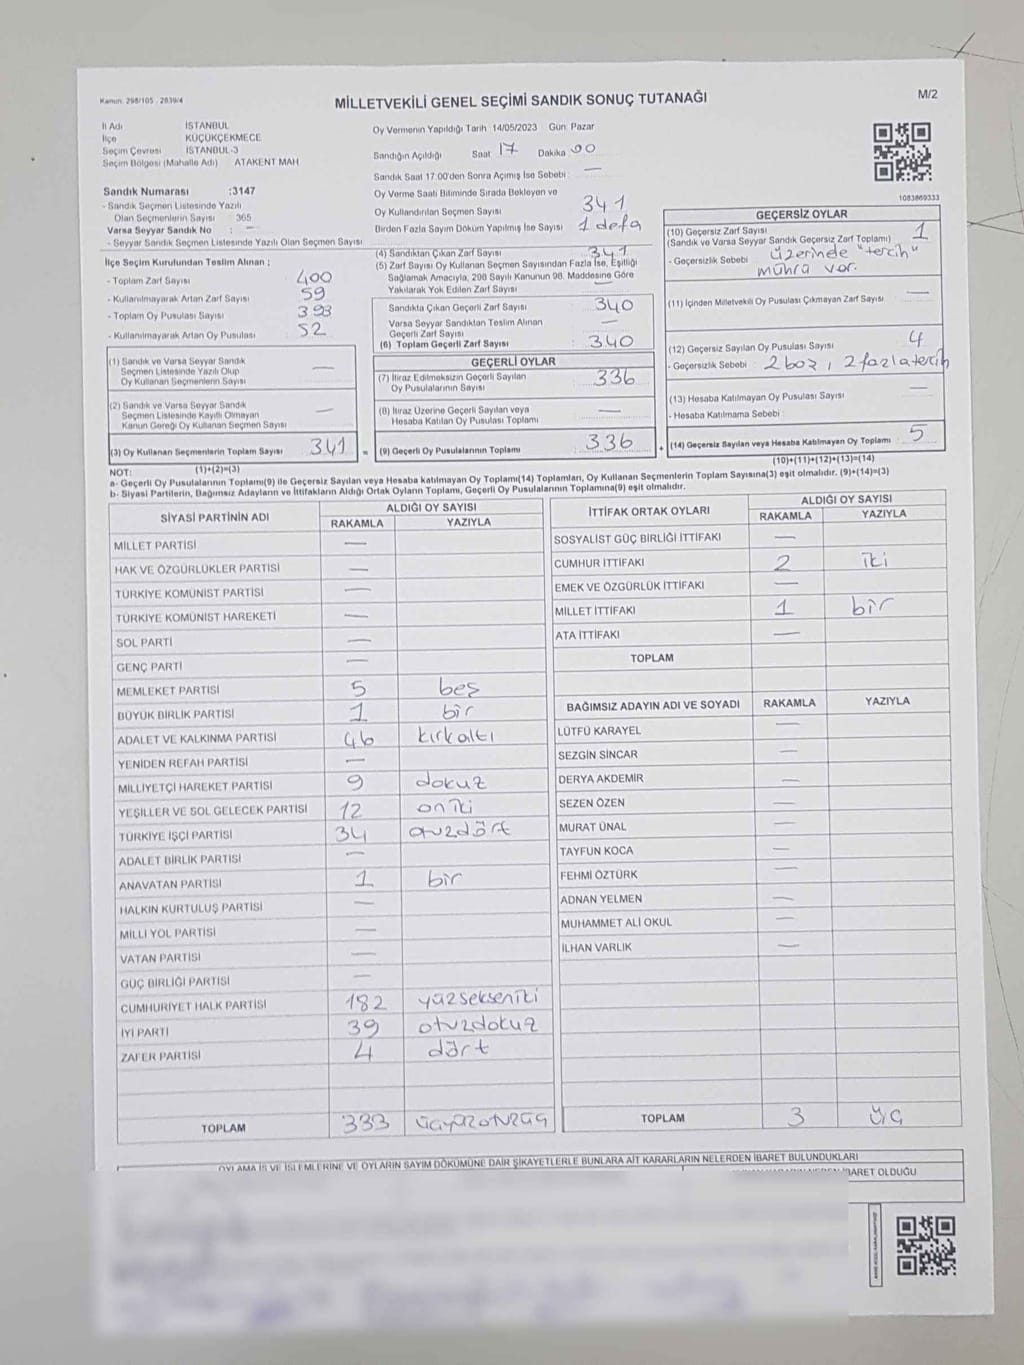 Kanun: 298/105 - 2839/4
MİLLETVEKİLİ GENEL SEÇİMİ SANDIK SONUÇ TUTANAĞI
M/2
İl Adı İSTANBUL
İlçe KÜÇÜKÇEKMECE
Seçim Çevresi İSTANBUL-3
Seçim Bölgesi (Mahalle Adı) ATAKENT MAH
Sandık Numarası :3147
- Sandık Seçmen Listesinde Yazılı
Olan Seçmenlerin Sayısı : 365
Varsa Seyyar Sandık No : —
- Seyyar Sandık Seçmen Listesinde Yazılı Olan Seçmen Sayısı
İlçe Seçim Kurulundan Teslim Alınan ;
- Toplam Zarf Sayısı 400
- Kullanılmayarak Artan Zarf Sayısı 59
- Toplam Oy Pusulası Sayısı 393
- Kullanılmayarak Artan Oy Pusulası 52
(1) Sandık ve Varsa Seyyar Sandık
Seçmen Listesinde Yazılı Olup
Oy Kullanan Seçmenlerin Sayısı —
(2) Sandık ve Varsa Seyyar Sandık
Seçmen Listesinde Kayıtlı Olmayan
Kanun Gereği Oy Kullanan Seçmen Sayısı —
(3) Oy Kullanan Seçmenlerin Toplam Sayısı 341
Oy Vermenin Yapıldığı Tarih 14/05/2023 Gün: Pazar
Sandığın Açıldığı Saat 17 Dakika 00
Sandık Saat 17:00'den Sonra Açımış İse Sebebi : —
Oy Verme Saati Bitiminde Sırada Bekleyen ve
Oy Kullandırılan Seçmen Sayısı 341
Birden Fazla Sayım Döküm Yapılmış İse Sayısı 1 defa
(4) Sandıktan Çıkan Zarf Sayısı 341
(5) Zarf Sayısı Oy Kullanan Seçmen Sayısından Fazla İse, Eşitliği
Sağlamak Amacıyla, 298 Sayılı Kanunun 98. Maddesine Göre
Yakılarak Yok Edilen Zarf Sayısı : —
Sandıkta Çıkan Geçerli Zarf Sayısı 340
Varsa Seyyar Sandıktan Teslim Alınan
Geçerli Zarf Sayısı —
(6) Toplam Geçerli Zarf Sayısı 340
GEÇERLİ OYLAR
(7) İtiraz Edilmeksizin Geçerli Sayılan
Oy Pusulalarının Sayısı 336
(8) İtiraz Üzerine Geçerli Sayılan veya
Hesaba Katılan Oy Pusulası Toplamı —
= (9) Geçerli Oy Pusulalarının Toplamı 336
1083869333
GEÇERSİZ OYLAR
(10) Geçersiz Zarf Sayısı 1
(Sandık ve Varsa Seyyar Sandık Geçersiz Zarf Toplamı)
- Geçersizlik Sebebi : üzerinde "tercih"
mührü var.
(11) İçinden Milletvekili Oy Pusulası Çıkmayan Zarf Sayısı —
(12) Geçersiz Sayılan Oy Pusulası Sayısı 4
- Geçersizlik Sebebi : 2 boz, 2 fazla tercih
(13) Hesaba Katılmayan Oy Pusulası Sayısı —
- Hesaba Katılmama Sebebi :
+ (14) Geçersiz Sayılan veya Hesaba Katılmayan Oy Toplamı 5
NOT: (1)+(2)=(3) (10)+(11)+(12)+(13)=(14)
a- Geçerli Oy Pusulalarının Toplamı(9) ile Geçersiz Sayılan veya Hesaba katılmayan Oy Toplamı(14) Toplamları, Oy Kullanan Seçmenlerin Toplam Sayısına(3) eşit olmalıdır. (9)+(14)=(3)
b- Siyasi Partilerin, Bağımsız Adayların ve İttifakların Aldığı Ortak Oyların Toplamı, Geçerli Oy Pusulalarının Toplamına(9) eşit olmalıdır.
SİYASİ PARTİNİN ADI ALDIĞI OY SAYISI
RAKAMLA YAZIYLA
MİLLET PARTİSİ —
HAK VE ÖZGÜRLÜKLER PARTİSİ —
TÜRKİYE KOMÜNİST PARTİSİ —
TÜRKİYE KOMÜNİST HAREKETİ —
SOL PARTİ —
GENÇ PARTİ —
MEMLEKET PARTİSİ 5 beş
BÜYÜK BİRLİK PARTİSİ 1 bir
ADALET VE KALKINMA PARTİSİ 46 kırkaltı
YENİDEN REFAH PARTİSİ —
MİLLİYETÇİ HAREKET PARTİSİ 9 dokuz
YEŞİLLER VE SOL GELECEK PARTİSİ 12 oniki
TÜRKİYE İŞÇİ PARTİSİ 34 otuzdört
ADALET BİRLİK PARTİSİ —
ANAVATAN PARTİSİ 1 bir
HALKIN KURTULUŞ PARTİSİ —
MİLLİ YOL PARTİSİ —
VATAN PARTİSİ —
GÜÇ BİRLİĞİ PARTİSİ —
CUMHURİYET HALK PARTİSİ 182 yüzsekseniki
İYİ PARTİ 39 otuzdokuz
ZAFER PARTİSİ 4 dört
TOPLAM 333 üçyüzotuzüç
İTTİFAK ORTAK OYLARI ALDIĞI OY SAYISI
RAKAMLA YAZIYLA
SOSYALİST GÜÇ BİRLİĞİ İTTİFAKI —
CUMHUR İTTİFAKI 2 iki
EMEK VE ÖZGÜRLÜK İTTİFAKI —
MİLLET İTTİFAKI 1 bir
ATA İTTİFAKI —
TOPLAM
BAĞIMSIZ ADAYIN ADI VE SOYADI RAKAMLA YAZIYLA
LÜTFÜ KARAYEL —
SEZGİN SİNCAR —
DERYA AKDEMİR —
SEZEN ÖZEN —
MURAT ÜNAL —
TAYFUN KOCA —
FEHMİ ÖZTÜRK —
ADNAN YELMEN —
MUHAMMET ALİ OKUL —
İLHAN VARLIK —
TOPLAM 3 üç
OYLAMA İŞ VE İŞLEMLERİNE VE OYLARIN SAYIM DÖKÜMÜNE DAİR ŞİKAYETLERLE BUNLARA AİT KARARLARIN NELERDEN İBARET BULUNDUKLARI
İBARET OLDUĞU